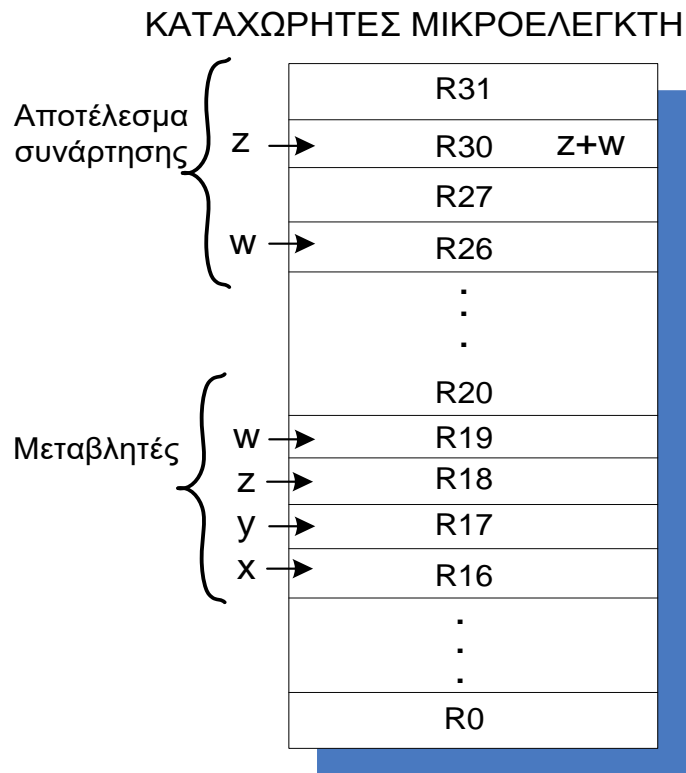 ΚΑΤΑΧΩΡΗΤΕΣ ΜΙΚΡΟΕΛΕΓΚΤΗ
R31
Αποτέλεσμα
συνάρτησης
z R30 z+w
R27
w R26
R20
Μεταβλητές
w R19
z R18
y R17
x R16
R0